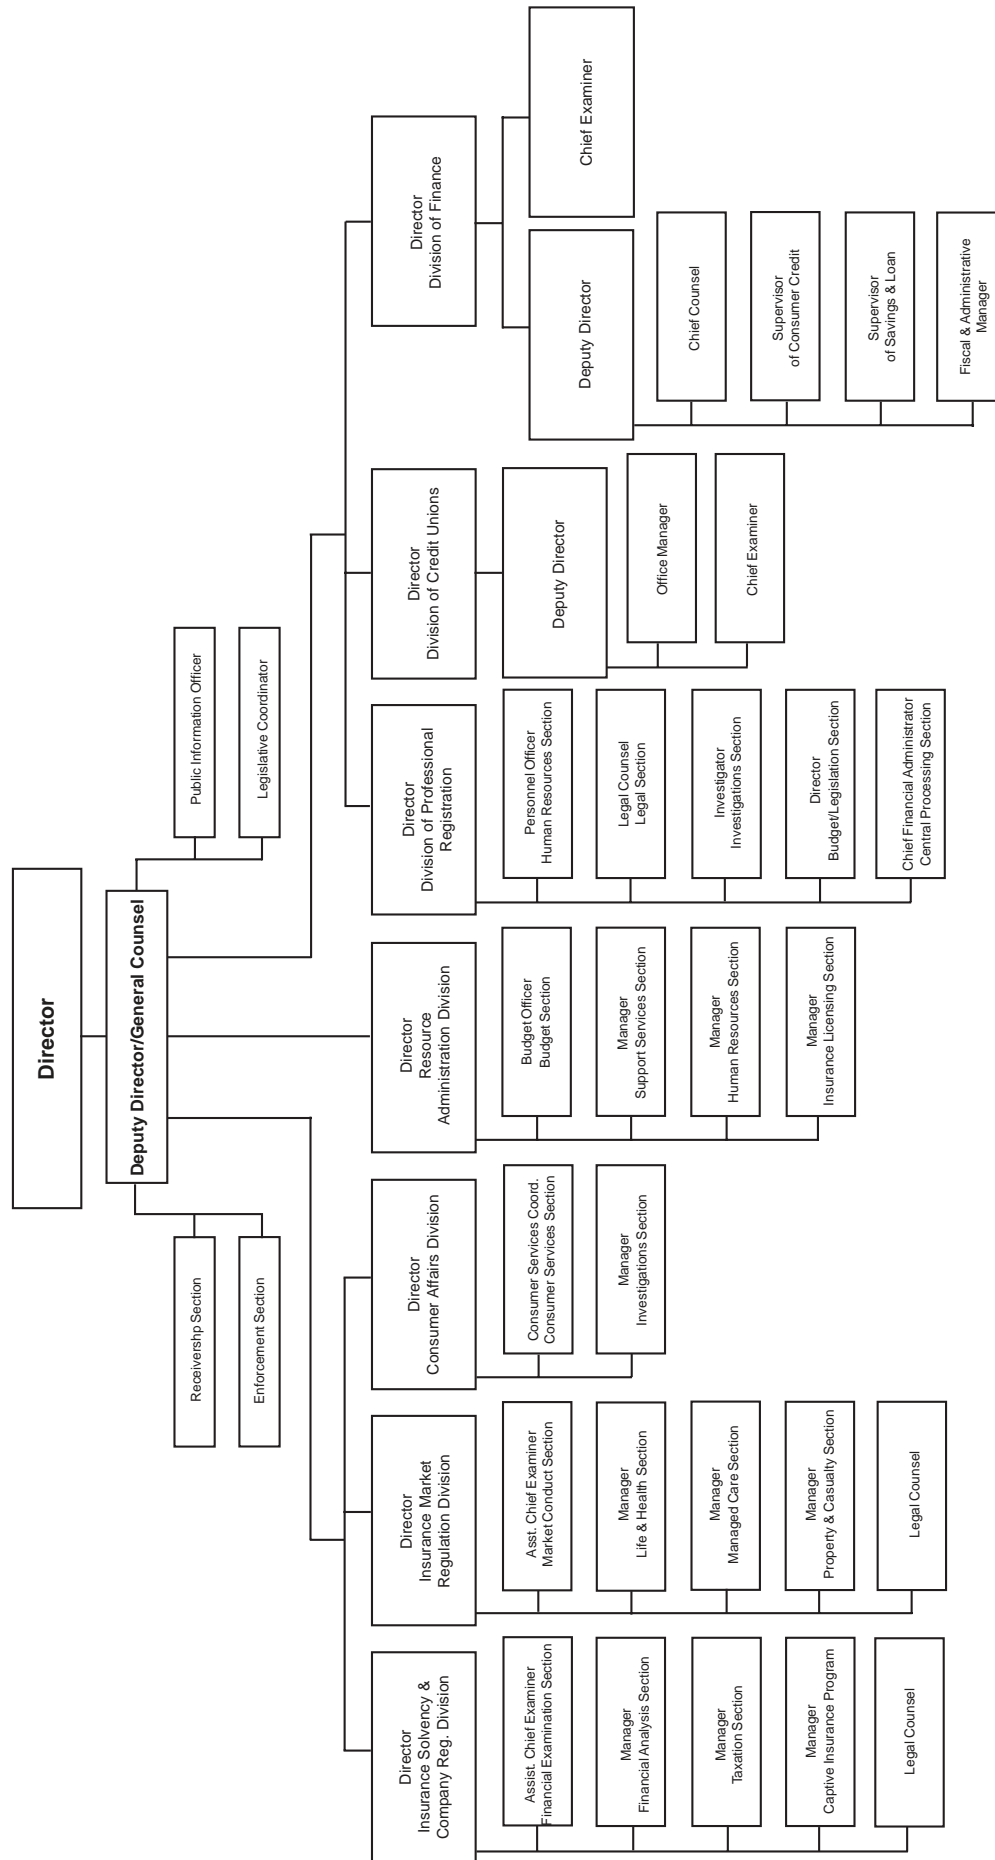 Director
Deputy Director/General Counsel
Receivershp Section
Enforcement Section
Public Information Officer
Legislative Coordinator
Director
Insurance Solvency &
Company Reg. Division
Assist. Chief Examiner
Financial Examination Section
Manager
Financial Analysis Section
Manager
Taxation Section
Manager
Captive Insurance Program
Legal Counsel
Director
Insurance Market
Regulation Division
Asst. Chief Examiner
Market Conduct Section
Manager
Life & Health Section
Manager
Managed Care Section
Manager
Property & Casualty Section
Legal Counsel
Director
Consumer Affairs Division
Consumer Services Coord.
Consumer Services Section
Manager
Investigations Section
Director
Resource
Administration Division
Budget Officer
Budget Section
Manager
Support Services Section
Manager
Human Resources Section
Manager
Insurance Licensing Section
Director
Division of Professional
Registration
Personnel Officer
Human Resources Section
Legal Counsel
Legal Section
Investigator
Investigations Section
Director
Budget/Legislation Section
Chief Financial Administrator
Central Processing Section
Director
Division of Credit Unions
Deputy Director
Office Manager
Chief Examiner
Director
Division of Finance
Deputy Director
Chief Counsel
Supervisor
of Consumer Credit
Supervisor
of Savings & Loan
Fiscal & Administrative
Manager
Chief Examiner